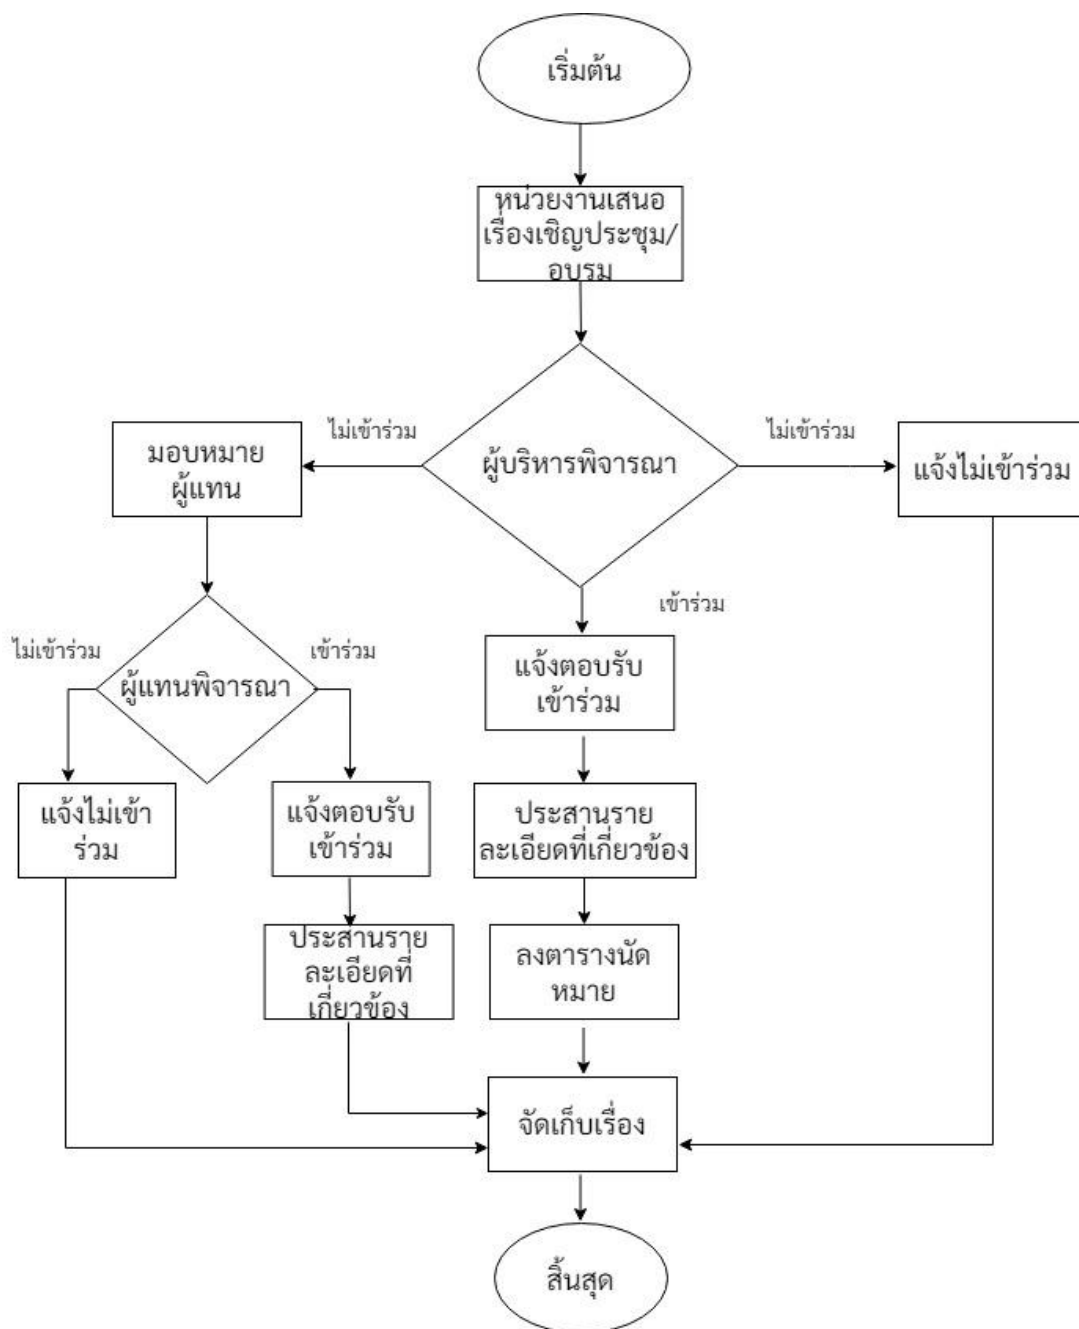 เริ่มต้น
หน่วยงานเสนอ
เรื่องเชิญประชุม/
อบรม
ไม่เข้าร่วม
ไม่เข้าร่วม
มอบหมาย
ผู้แทน
ผู้บริหารพิจารณา
แจ้งไม่เข้าร่วม
เข้าร่วม
ไม่เข้าร่วม
เข้าร่วม
ผู้แทนพิจารณา
แจ้งตอบรับ
เข้าร่วม
แจ้งไม่เข้า
ร่วม
แจ้งตอบรับ
เข้าร่วม
ประสานราย
ละเอียดที่เกี่ยวข้อง
ประสานราย
ละเอียดที่
เกี่ยวข้อง
ลงตารางนัด
หมาย
จัดเก็บเรื่อง
สิ้นสุด